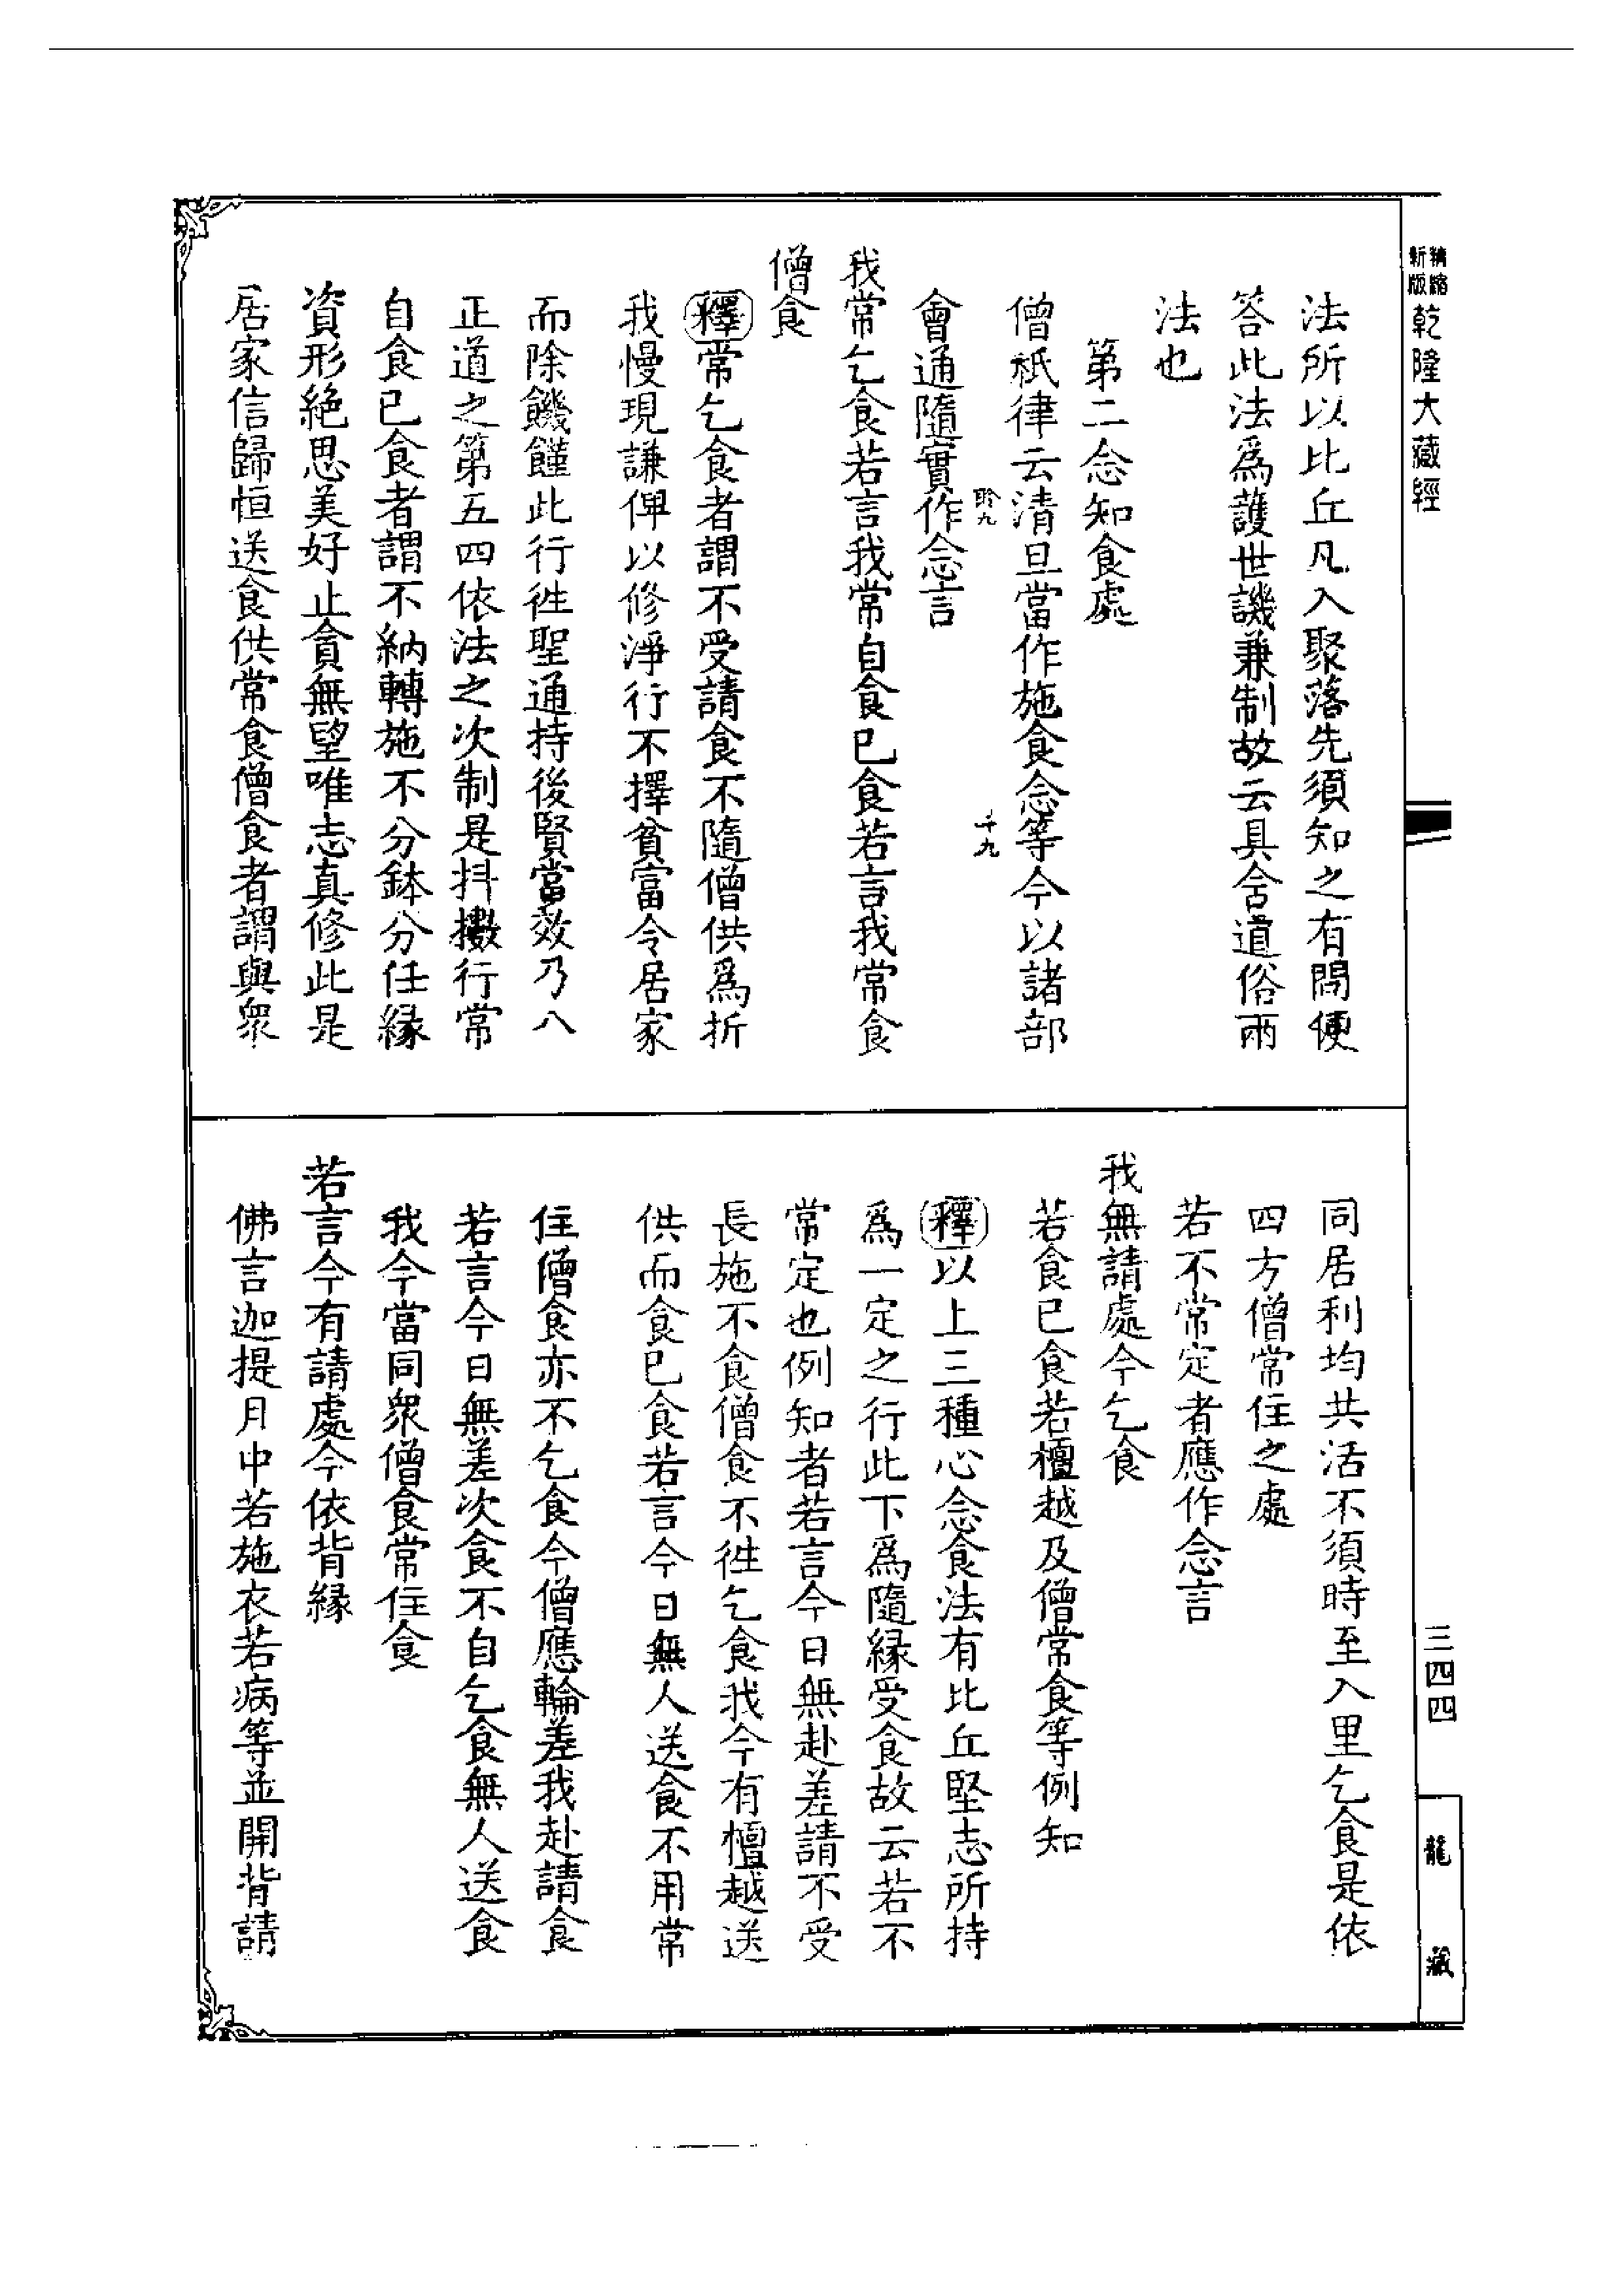 新版精縮乾隆大藏經
法所以比丘凡入聚落先須知之有問便
答此法爲護世譏兼制故云具含道俗兩
法也
第二念知食處
僧祇律云清旦當作施食念等今以諸部
聆九
十九
會通隨實作念言
我常乞食若言我常自食已食若言我常食
僧食
釋常乞食者謂不受請食不隨僧供爲折
我慢現謙俾以修淨行不擇貧富令居家
而除饑饉此行徃聖通持後賢當效乃八
正道之第五四依法之次制是抖擻行常
自食已食者謂不納轉施不分鉢分任緣
資形絕思美好止貪無望唯志真修此是
居家信歸恒送食供常食僧食者謂與衆
同居利均共活不須時至入里乞食是依
四方僧常住之處
若不常定者應作念言
我無請處今乞食
若食已食若檀越及僧常食等例知
釋以上三種心念食法有比丘堅志所持
爲一定之行此下爲隨緣受食故云若不
常定也例知者若言今日無赴差請不受
長施不食僧食不徃乞食我今有檀越送
供而食已食若言今日無人送食不用常
住僧食亦不乞食今僧應輪差我赴請食
若言今日無差次食不自乞食無人送食
我今當同衆僧食常住食
若言今有請處今依背緣
佛言迦提月中若施衣若病等並開背請
三四四
龍藏